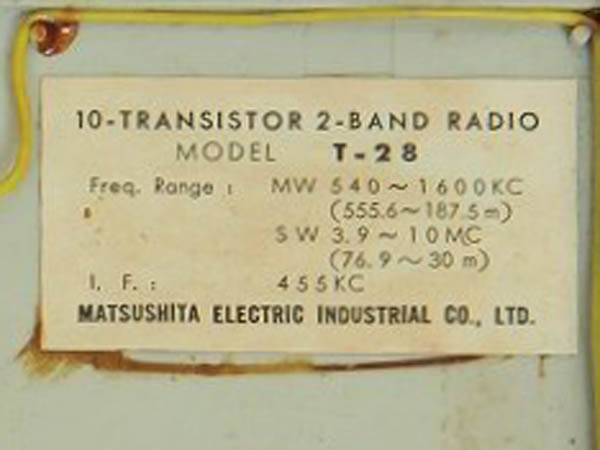 10-TRANSISTOR 2-BAND RADIO
MODEL T-28
Freq. Range : MW 540～1600KC
(555.6～187.5m)
SW 3.9～10MC
(76.9～30m)
I. F. : 455KC
MATSUSHITA ELECTRIC INDUSTRIAL CO., LTD.